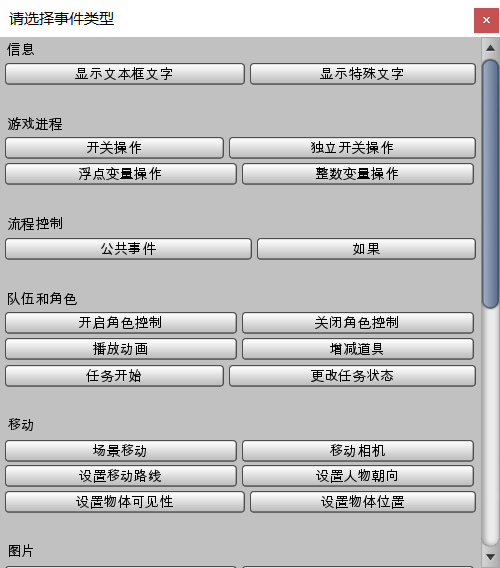 请选择事件类型
信息
显示文本框文字 显示特殊文字
游戏进程
开关操作 独立开关操作
浮点变量操作 整数变量操作
流程控制
公共事件 如果
队伍和角色
开启角色控制 关闭角色控制
播放动画 增减道具
任务开始 更改任务状态
移动
场景移动 移动相机
设置移动路线 设置人物朝向
设置物体可见性 设置物体位置
图片